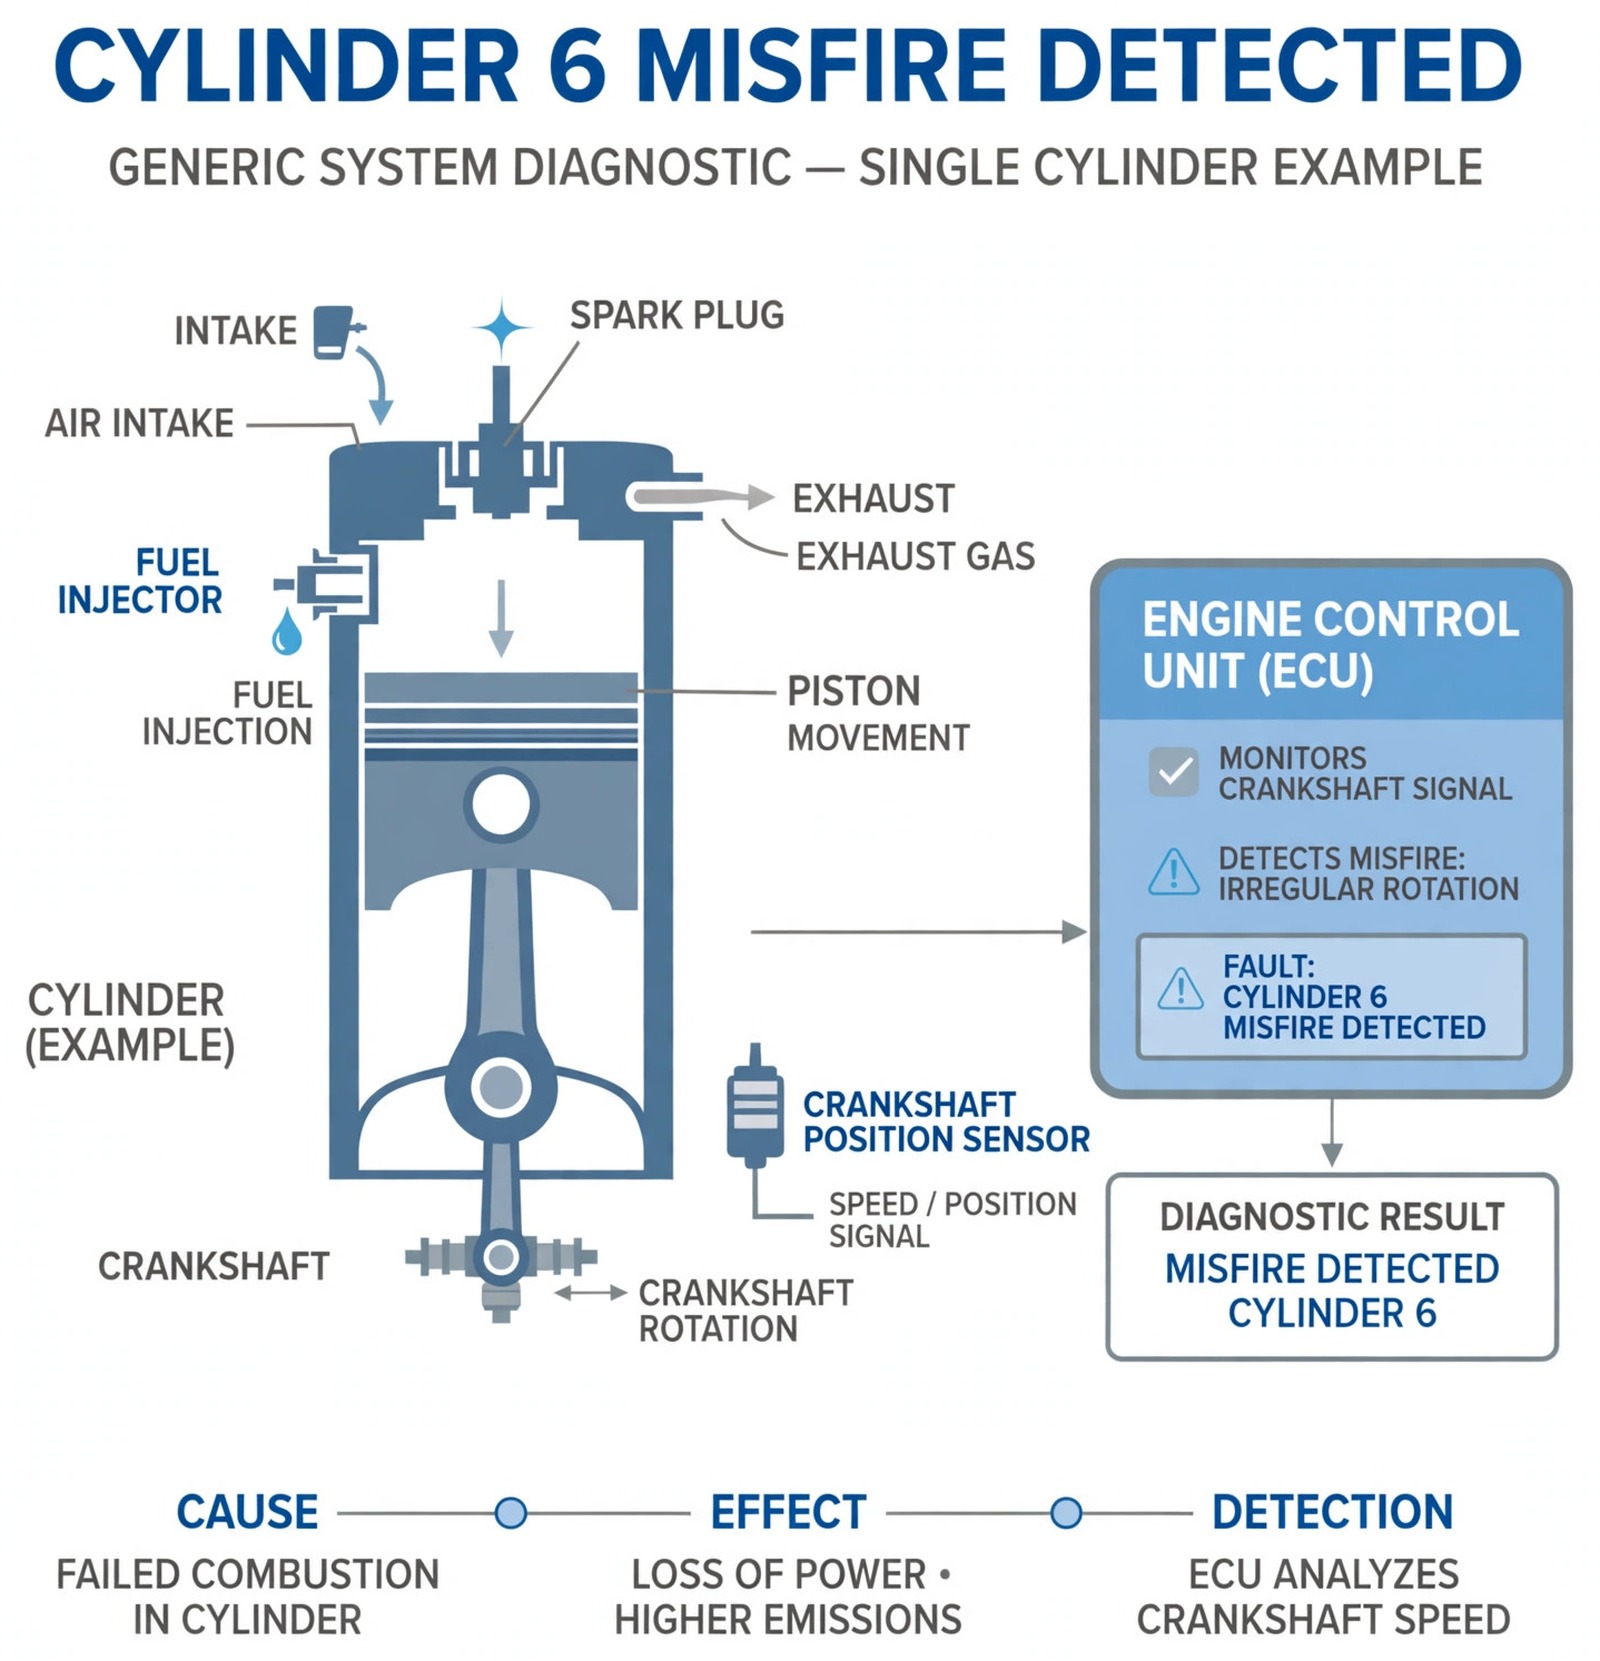 CYLINDER 6 MISFIRE DETECTED
GENERIC SYSTEM DIAGNOSTIC — SINGLE CYLINDER EXAMPLE
INTAKE
SPARK PLUG
AIR INTAKE
EXHAUST
EXHAUST GAS
FUEL
INJECTOR
FUEL
INJECTION
PISTON
MOVEMENT
ENGINE CONTROL
UNIT (ECU)
MONITORS
CRANKSHAFT SIGNAL
DETECTS MISFIRE:
IRREGULAR ROTATION
FAULT:
CYLINDER 6
MISFIRE DETECTED
CYLINDER
(EXAMPLE)
CRANKSHAFT
POSITION SENSOR
SPEED / POSITION
SIGNAL
CRANKSHAFT
CRANKSHAFT
ROTATION
DIAGNOSTIC RESULT
MISFIRE DETECTED
CYLINDER 6
CAUSE
FAILED COMBUSTION
IN CYLINDER
EFFECT
LOSS OF POWER •
HIGHER EMISSIONS
DETECTION
ECU ANALYZES
CRANKSHAFT SPEED